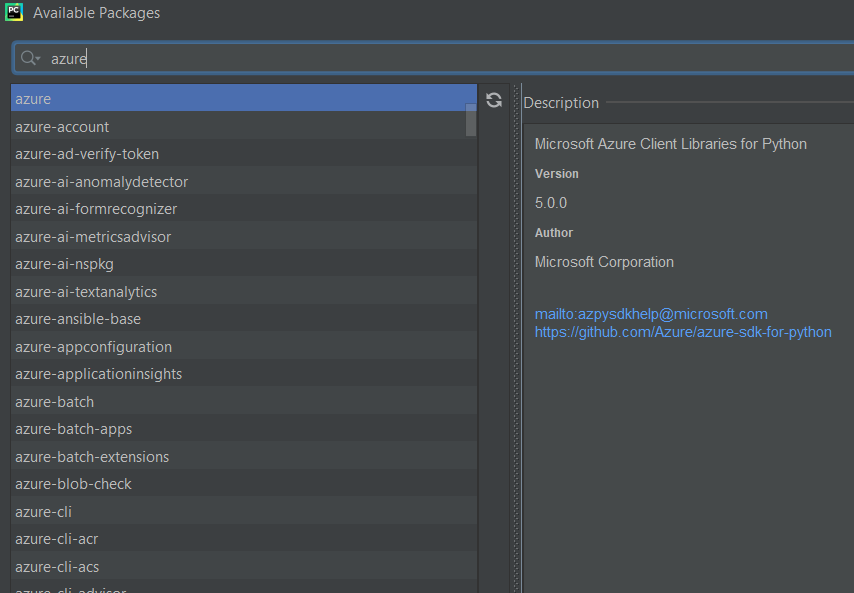 PC
Available Packages
azure
azure
azure-account
azure-ad-verify-token
azure-ai-anomalydetector
azure-ai-formrecognizer
azure-ai-metricsadvisor
azure-ai-nspkg
azure-ai-textanalytics
azure-ansible-base
azure-appconfiguration
azure-applicationinsights
azure-batch
azure-batch-apps
azure-batch-extensions
azure-blob-check
azure-cli
azure-cli-acr
azure-cli-acs
azure-cli-advisor
Description
Microsoft Azure Client Libraries for Python
Version
5.0.0
Author
Microsoft Corporation
mailto:azpysdkhelp@microsoft.com
https://github.com/Azure/azure-sdk-for-python